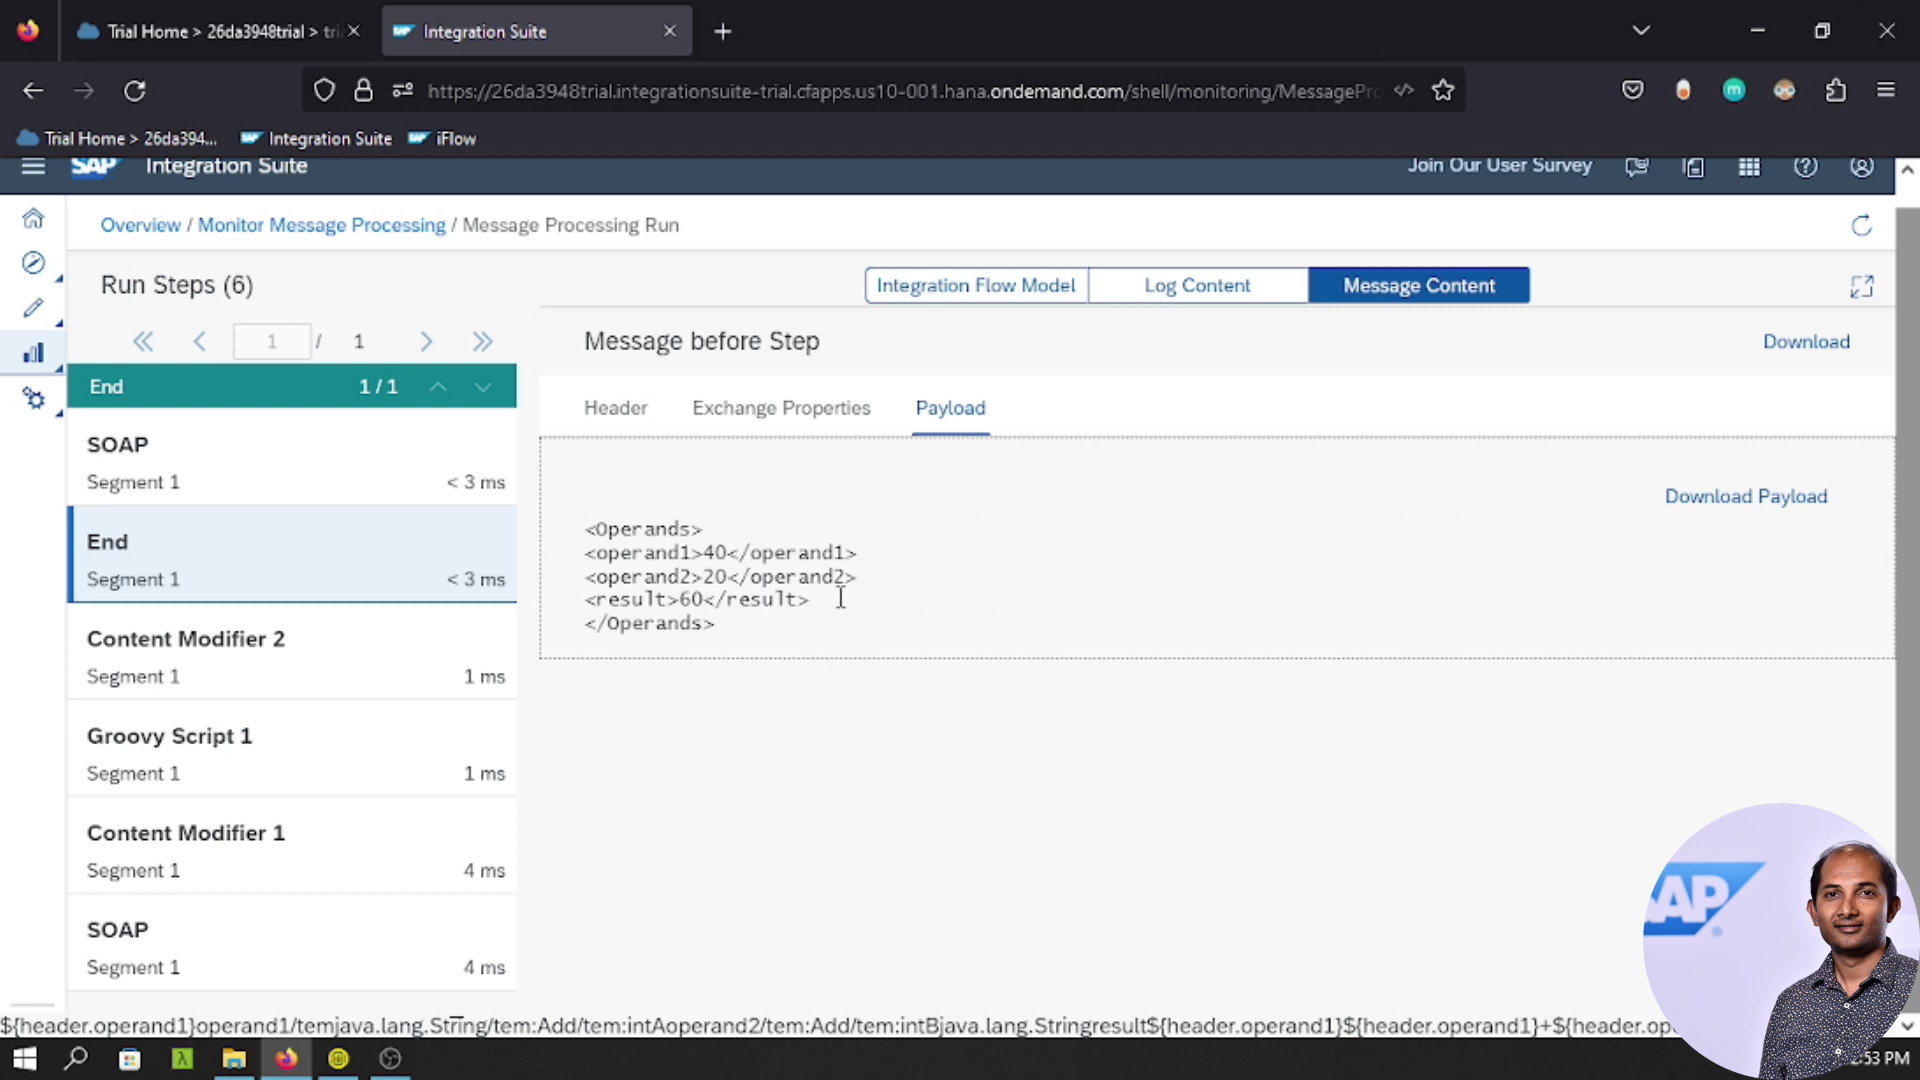 Trial Home > 26da3948trial > tri
Integration Suite
https://26da3948trial.integrationsuite-trial.cfapps.us10-001.hana.ondemand.com/shell/monitoring/MessagePr
Trial Home > 26da394...
Integration Suite
iFlow
SAP Integration Suite
Join Our User Survey
Overview / Monitor Message Processing / Message Processing Run
Run Steps (6)
Integration Flow Model
Log Content
Message Content
1 / 1
Message before Step
Download
End 1 / 1
Header
Exchange Properties
Payload
SOAP
Segment 1 < 3 ms
Download Payload
End
Segment 1 < 3 ms
<Operands>
<operand1>40</operand1>
<operand2>20</operand2>
<result>60</result>
</Operands>
Content Modifier 2
Segment 1 1 ms
Groovy Script 1
Segment 1 1 ms
Content Modifier 1
Segment 1 4 ms
SOAP
Segment 1 4 ms
${header.operand1}operand1/temjava.lang.String/tem:Add/tem:intAoperand2/tem:Add/tem:intBjava.lang.Stringresult${header.operand1}${header.operand1}+${header.op
:53 PM